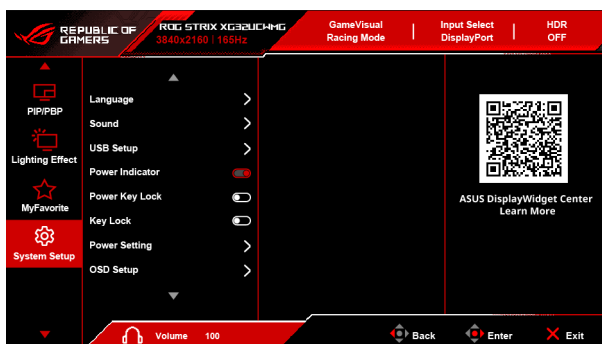 REPUBLIC OF
GAMERS
ROG STRIX XG32UCWMG
3840x2160 | 165Hz
GameVisual
Racing Mode
Input Select
DisplayPort
HDR
OFF
PIP/PBP
Lighting Effect
MyFavorite
System Setup
Language
Sound
USB Setup
Power Indicator
Power Key Lock
Key Lock
Power Setting
OSD Setup
ASUS DisplayWidget Center
Learn More
Volume 100
Back
Enter
Exit